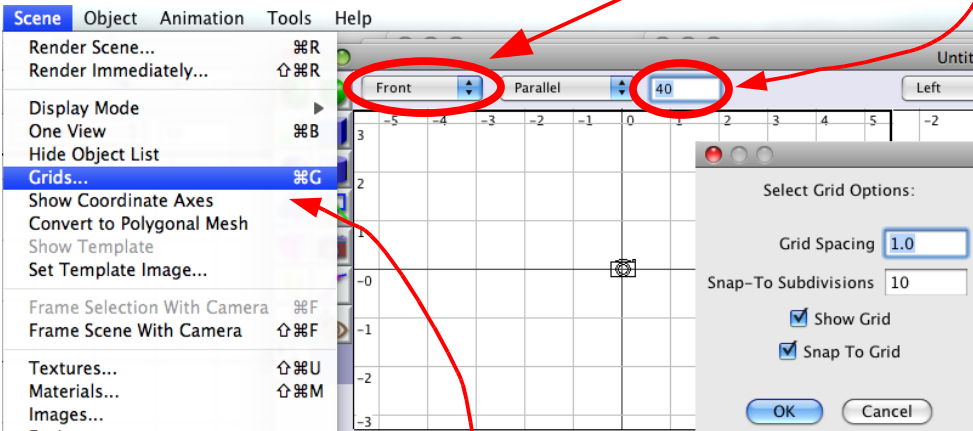 Scene Object Animation Tools Help
Render Scene... ⌘R
Render Immediately... ⇧⌘R
Display Mode ▶
One View ⌘B
Hide Object List
Grids... ⌘G
Show Coordinate Axes
Convert to Polygonal Mesh
Show Template
Set Template Image...
Frame Selection With Camera ⌘F
Frame Scene With Camera ⇧⌘F
Textures... ⇧⌘U
Materials... ⇧⌘M
Images...
Front Parallel 40 Left
-5 -4 -3 -2 -1 0 1 2 3 4 5 -2
3
2
1
-0
-1
-2
-3
Select Grid Options:
Grid Spacing 1.0
Snap-To Subdivisions 10
Show Grid
Snap To Grid
OK Cancel